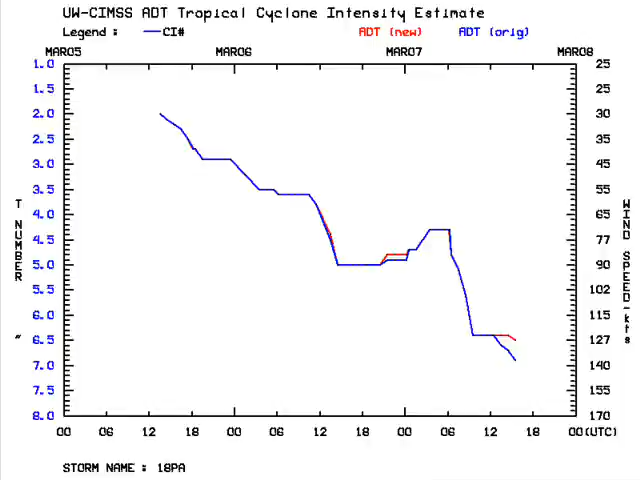 UW-CIMSS ADT Tropical Cyclone Intensity Estimate
Legend : CI# ADT (new) ADT (orig)
MAR05 MAR06 MAR07 MAR08
1.0 25
2.0 30
2.5 35
3.0 45
3.5 55
4.0 65
4.5 77
5.0 90
5.5 102
6.0 115
6.5 127
7.0 140
7.5 155
8.0 170
T NUMBER "
WIND SPEED-kts
00 06 12 18 00 06 12 18 00 06 12 18 00(UTC)
STORM NAME : 18PA